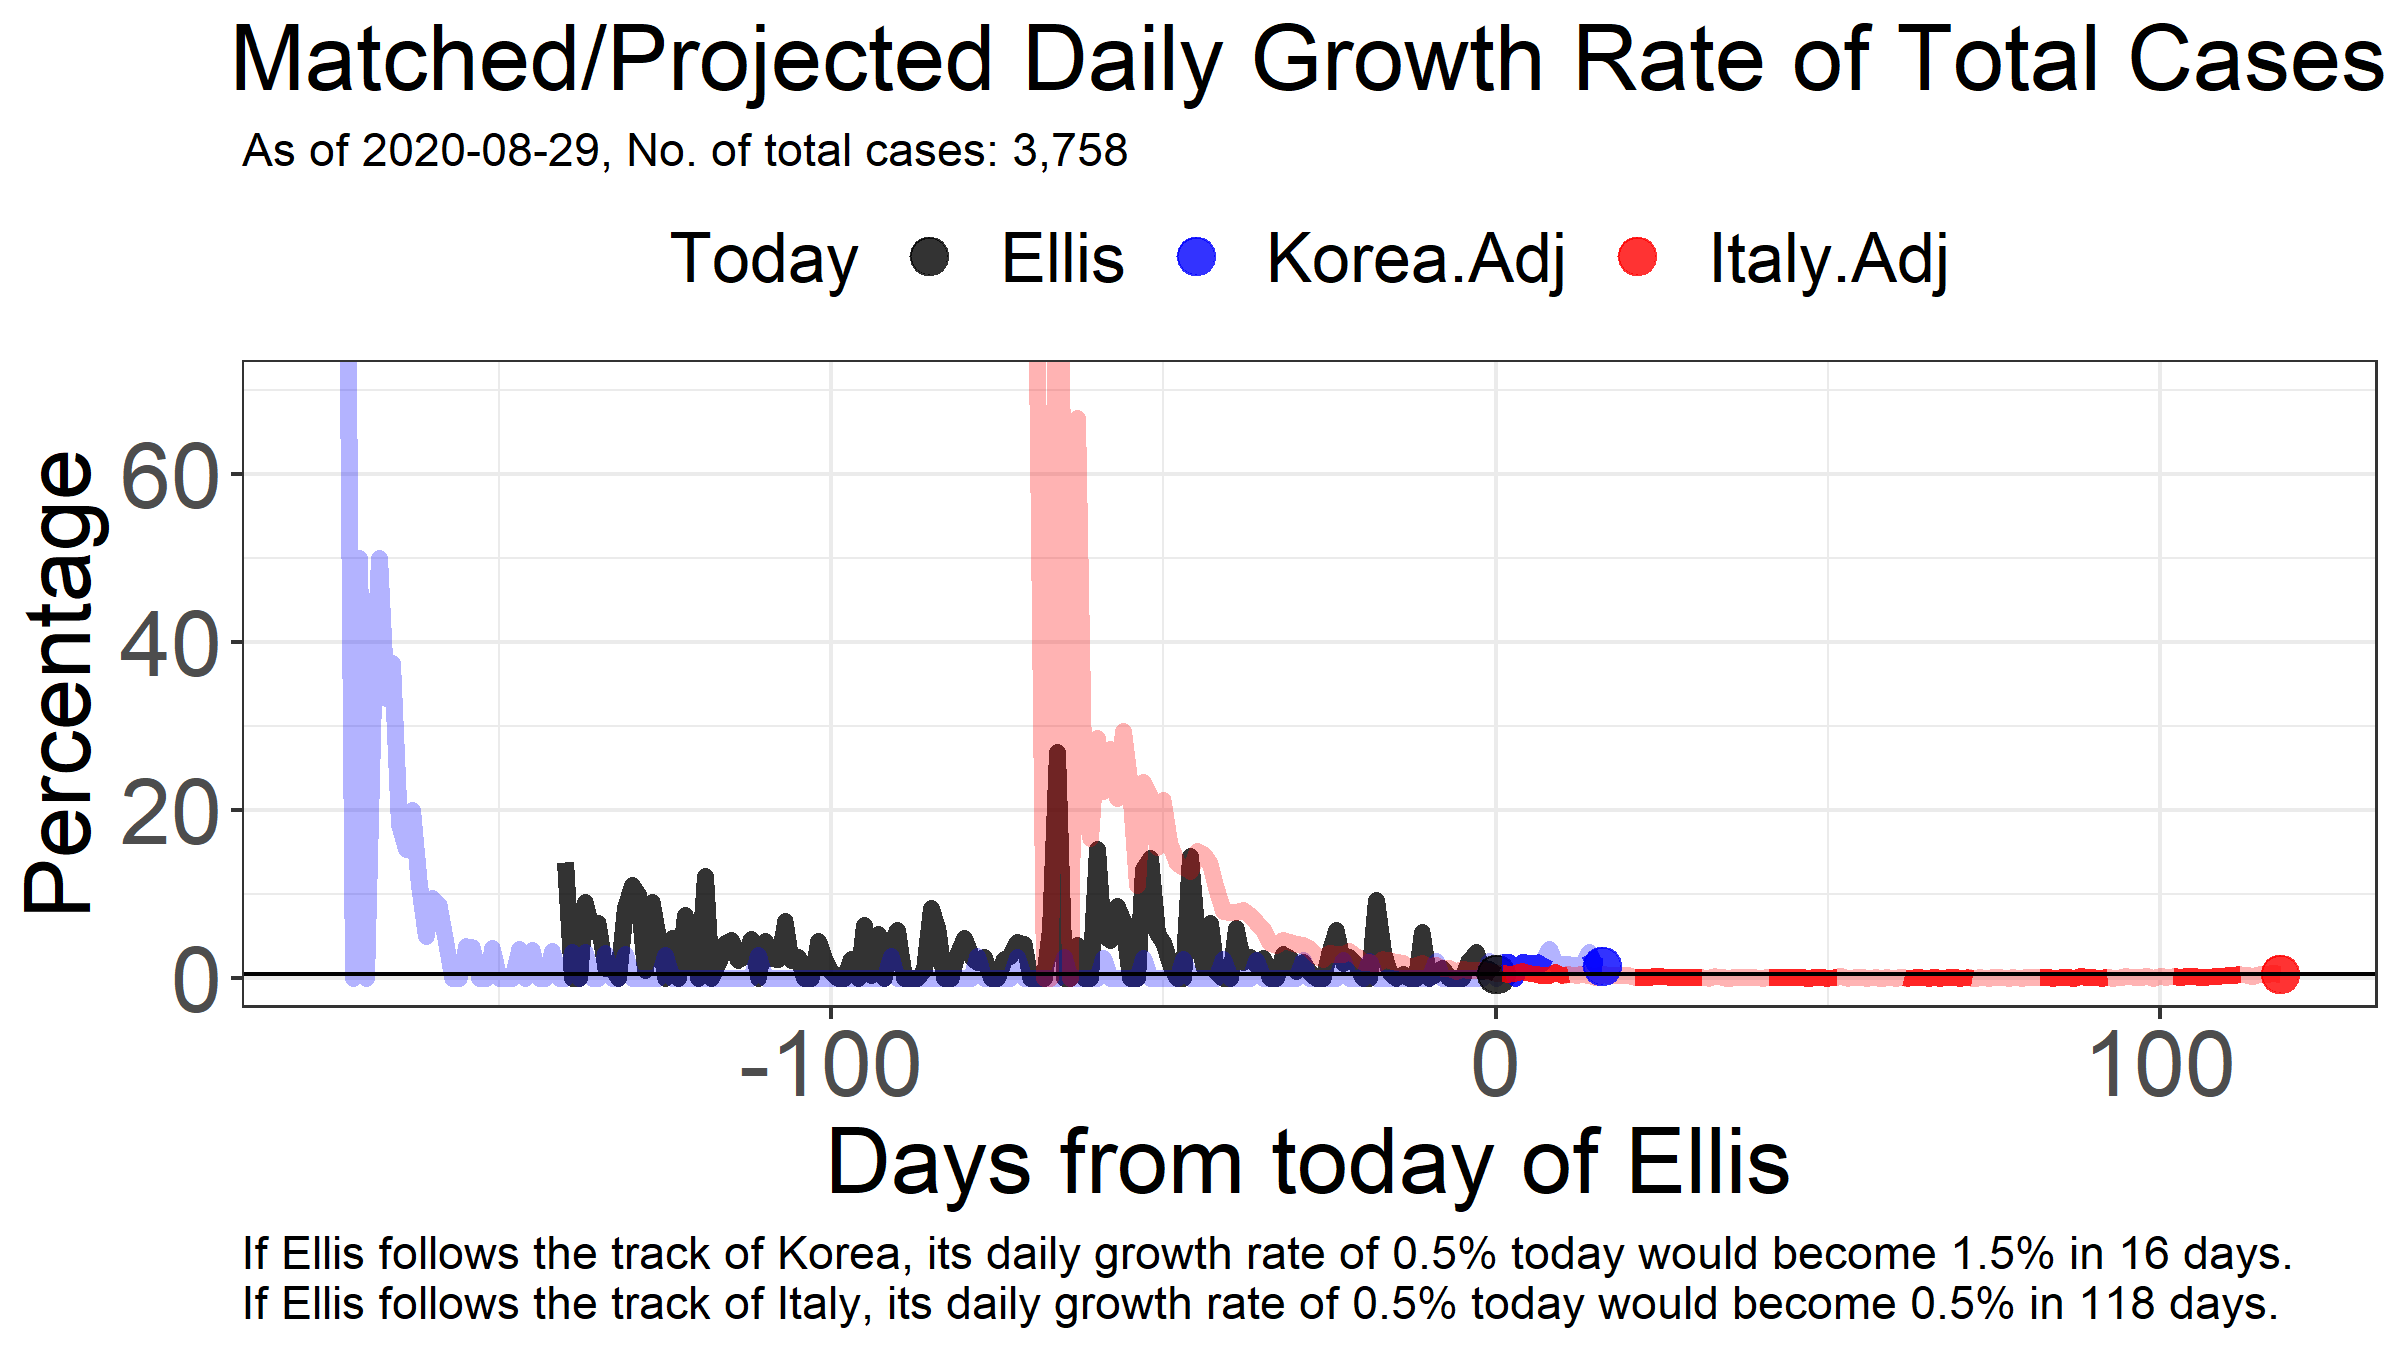 Matched/Projected Daily Growth Rate of Total Cases
As of 2020-08-29, No. of total cases: 3,758
Today Ellis Korea.Adj Italy.Adj
Percentage
60
40
20
0
-100 0 100
Days from today of Ellis
If Ellis follows the track of Korea, its daily growth rate of 0.5% today would become 1.5% in 16 days.
If Ellis follows the track of Italy, its daily growth rate of 0.5% today would become 0.5% in 118 days.